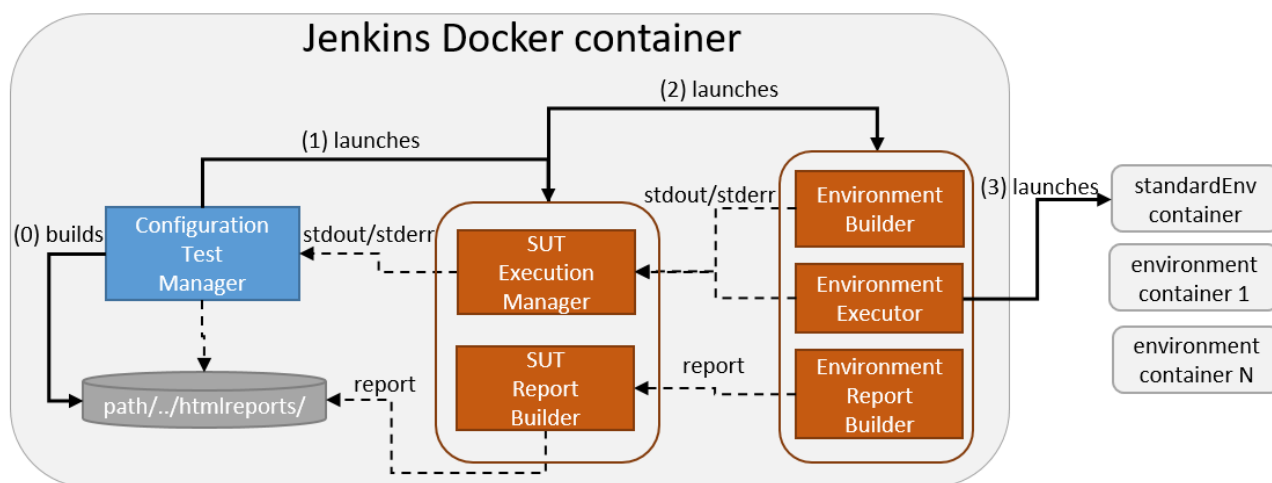 Jenkins Docker container
(2) launches
(1) launches
(3) launches
(0) builds
Configuration
Test
Manager
stdout/stderr
SUT
Execution
Manager
stdout/stderr
Environment
Builder
Environment
Executor
standardEnv
container
environment
container 1
environment
container N
path/../htmlreports/
report
SUT
Report
Builder
report
Environment
Report
Builder